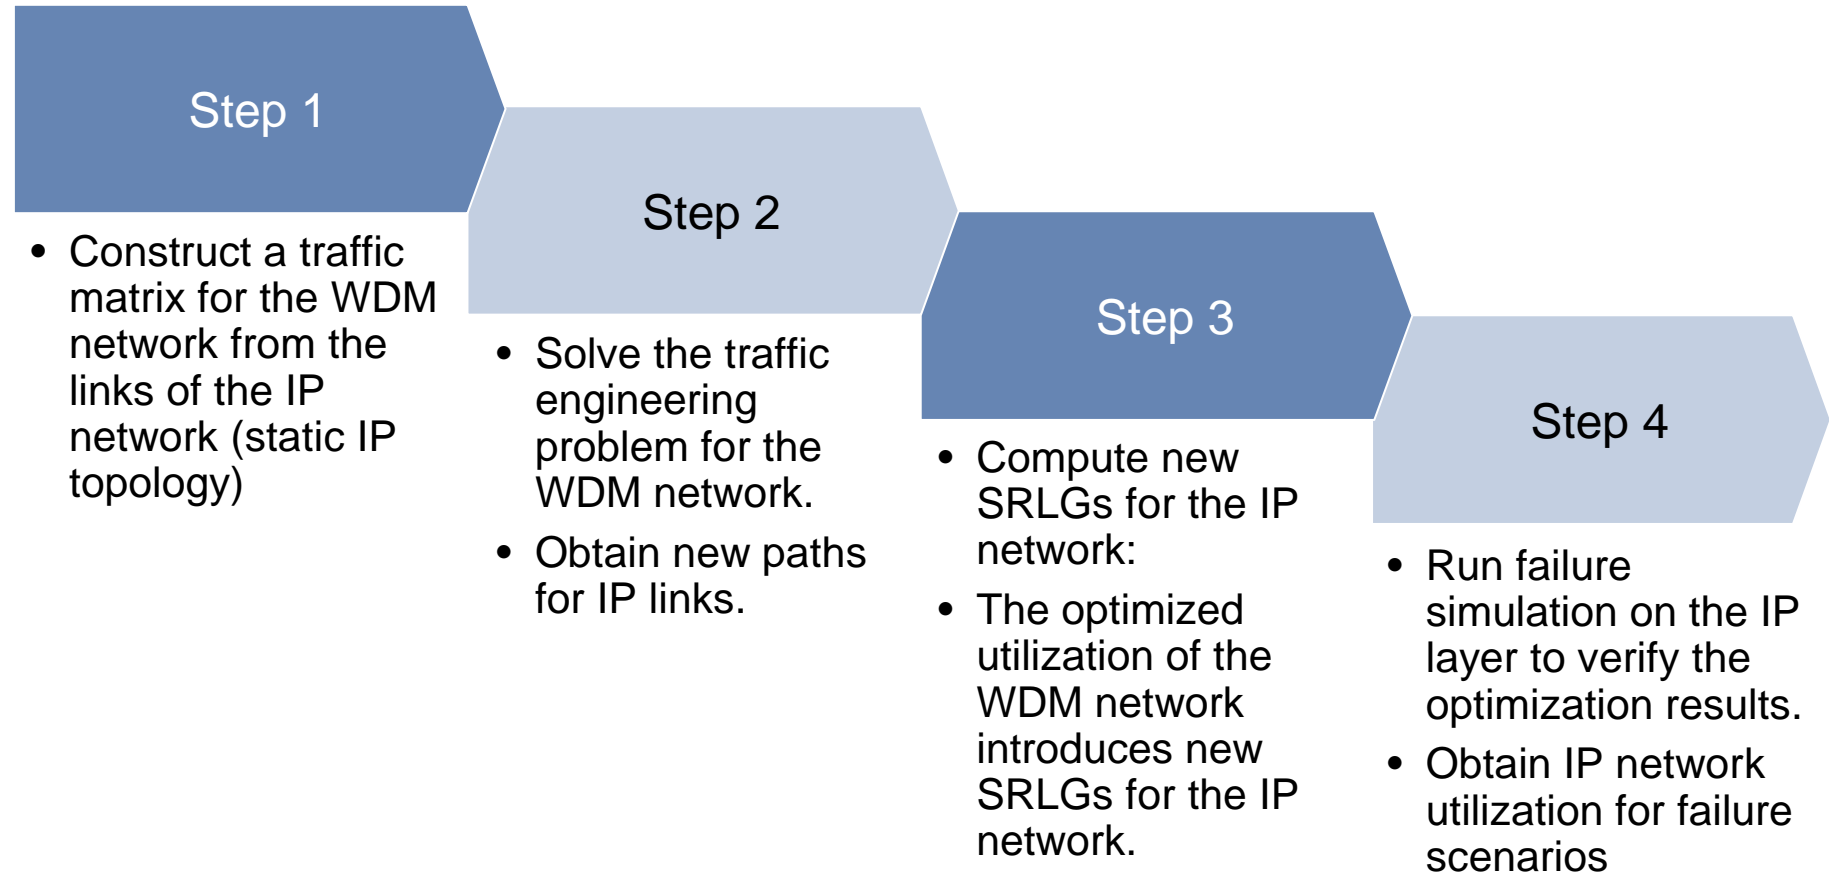 Step 1
• Construct a traffic
matrix for the WDM
network from the
links of the IP
network (static IP
topology)
Step 2
• Solve the traffic
engineering
problem for the
WDM network.
• Obtain new paths
for IP links.
Step 3
• Compute new
SRLGs for the IP
network:
• The optimized
utilization of the
WDM network
introduces new
SRLGs for the IP
network.
Step 4
• Run failure
simulation on the IP
layer to verify the
optimization results.
• Obtain IP network
utilization for failure
scenarios